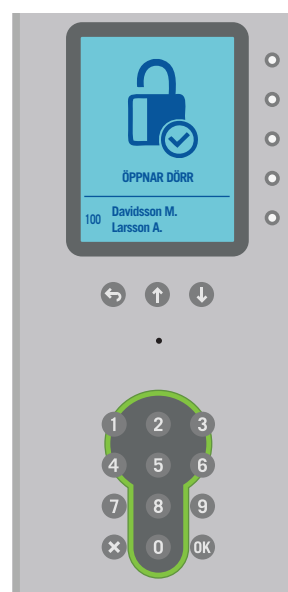 ÖPPNAR DÖRR
100 Davidsson M.
Larsson A.
1 2 3
4 5 6
7 8 9
0 OK